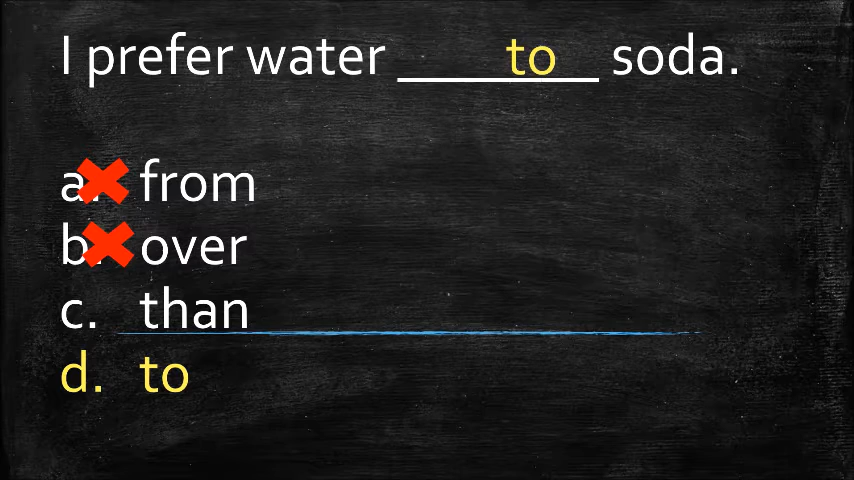 I prefer water ___to___ soda.
a. from
b. over
c. than
d. to